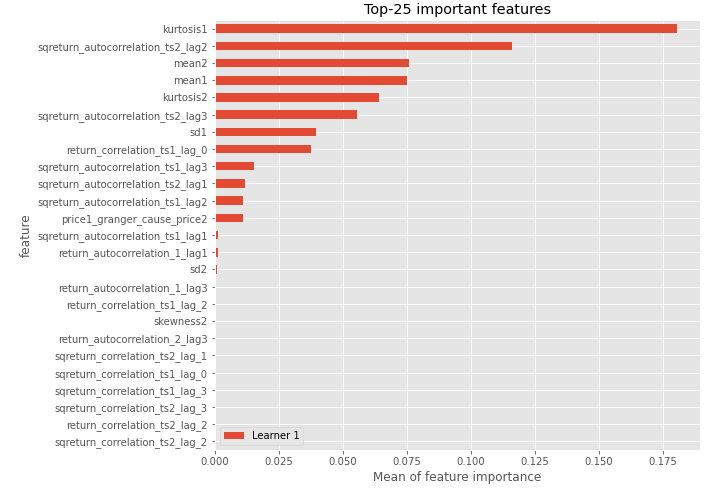 Top-25 important features
kurtosis1
sqreturn_autocorrelation_ts2_lag2
mean2
mean1
kurtosis2
sqreturn_autocorrelation_ts2_lag3
sd1
return_correlation_ts1_lag_0
sqreturn_autocorrelation_ts1_lag3
sqreturn_autocorrelation_ts2_lag1
sqreturn_autocorrelation_ts1_lag2
price1_granger_cause_price2
sqreturn_autocorrelation_ts1_lag1
return_autocorrelation_1_lag1
sd2
return_autocorrelation_1_lag3
return_correlation_ts1_lag_2
skewness2
return_autocorrelation_2_lag3
sqreturn_correlation_ts2_lag_1
sqreturn_correlation_ts1_lag_0
sqreturn_correlation_ts1_lag_3
sqreturn_correlation_ts2_lag_3
return_correlation_ts2_lag_2
sqreturn_correlation_ts2_lag_2
feature
Learner 1
0.000 0.025 0.050 0.075 0.100 0.125 0.150 0.175
Mean of feature importance